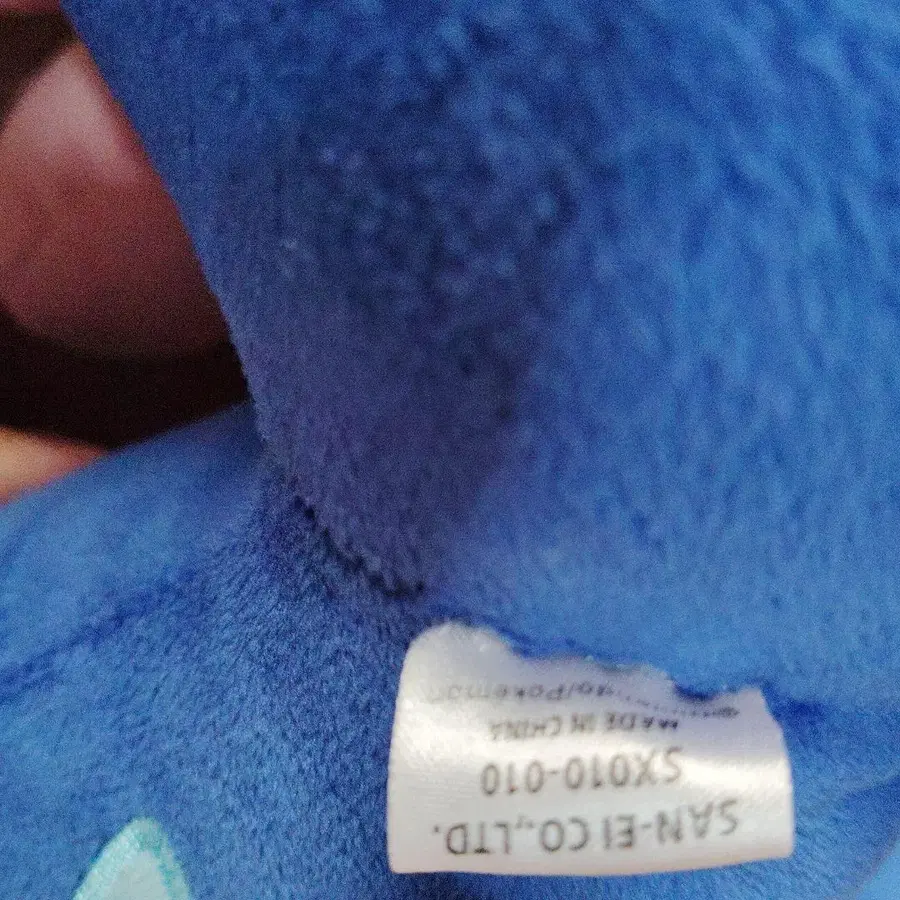 SAN-EI CO.,LTD.
SX010-010
MADE IN CHINA
/Pokémon